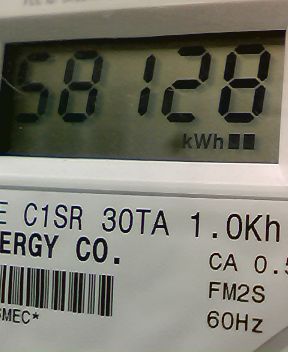 58128
kWh
E C1SR 30TA 1.0Kh
ERGY CO.
CA 0.5
FM2S
60Hz
MEC*